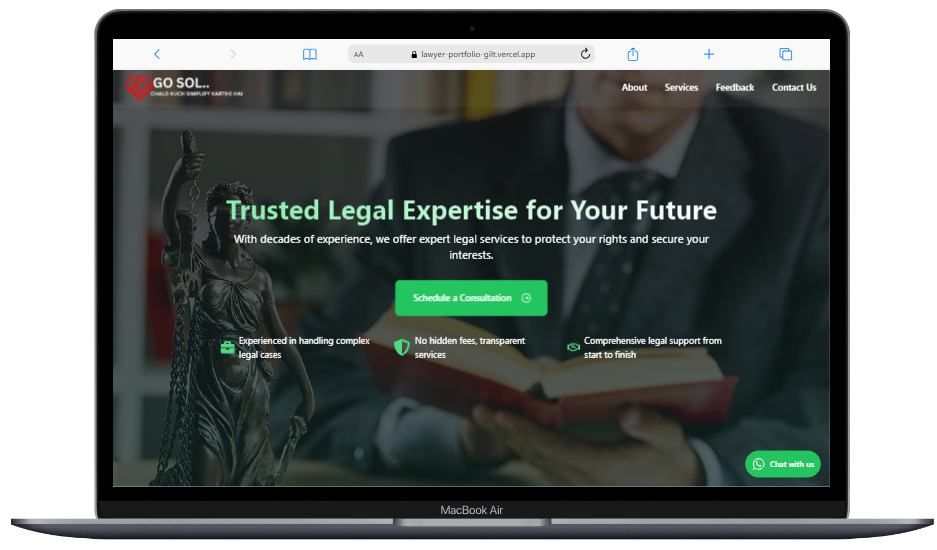 AA lawyer-portfolio-gilt.vercel.app
GO SOL..
CHALO KUCH SIMPLIFY KARTHE HAI
About Services Feedback Contact Us
Trusted Legal Expertise for Your Future
With decades of experience, we offer expert legal services to protect your rights and secure your
interests.
Schedule a Consultation
Experienced in handling complex
legal cases
No hidden fees, transparent
services
Comprehensive legal support from
start to finish
Chat with us
MacBook Air